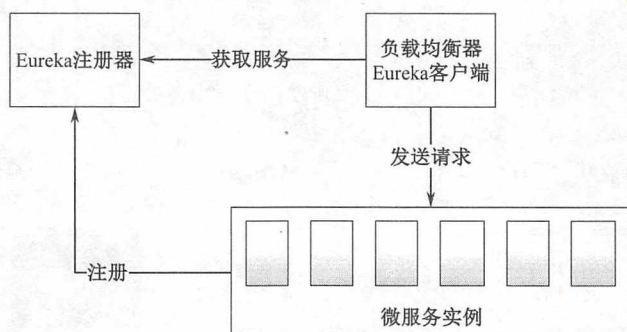 Eureka注册器
获取服务
负载均衡器
Eureka客户端
发送请求
注册
微服务实例